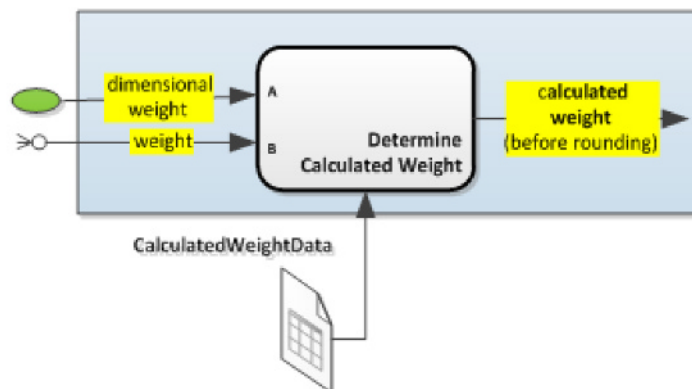 dimensional
weight
A
weight
B
Determine
Calculated Weight
calculated
weight
(before rounding)
CalculatedWeightData